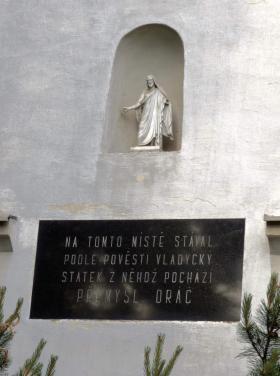 NA TOMTO MÍSTĚ STÁVAL
PODLE POVĚSTI VLADYCKÝ
STATEK Z NĚHOŽ POCHÁZÍ
PŘEMYSL ORÁČ